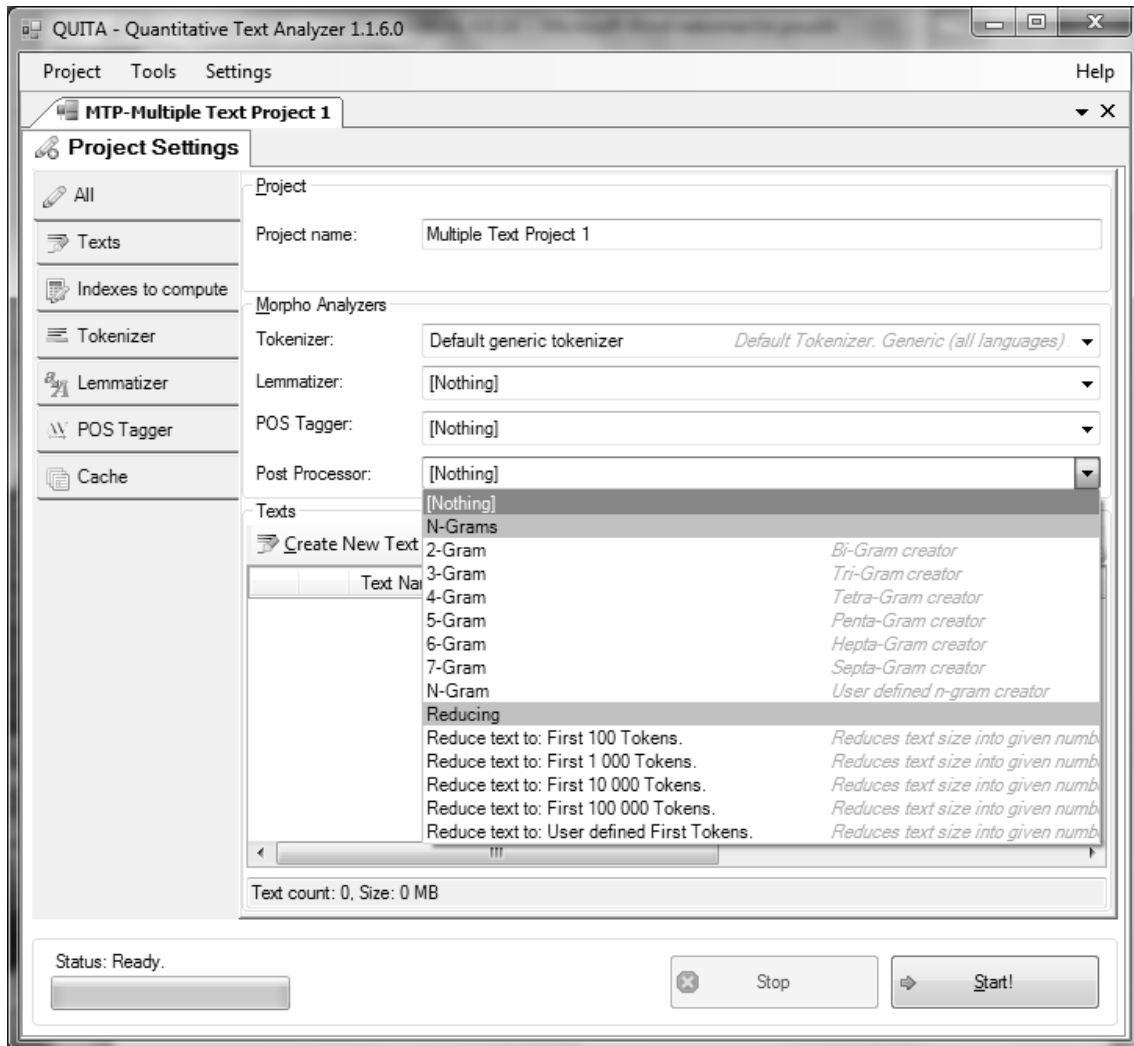 QUITA - Quantitative Text Analyzer 1.1.6.0
Project Tools Settings Help
MTP-Multiple Text Project 1
Project Settings
All
Texts
Indexes to compute
Tokenizer
Lemmatizer
POS Tagger
Cache
Project
Project name: Multiple Text Project 1
Morpho Analyzers
Tokenizer: Default generic tokenizer Default Tokenizer. Generic (all languages)
Lemmatizer: [Nothing]
POS Tagger: [Nothing]
Post Processor: [Nothing]
[Nothing]
N-Grams
2-Gram Bi-Gram creator
3-Gram Tri-Gram creator
4-Gram Tetra-Gram creator
5-Gram Penta-Gram creator
6-Gram Hepta-Gram creator
7-Gram Septa-Gram creator
N-Gram User defined n-gram creator
Reducing
Reduce text to: First 100 Tokens. Reduces text size into given numb
Reduce text to: First 1 000 Tokens. Reduces text size into given numb
Reduce text to: First 10 000 Tokens. Reduces text size into given numb
Reduce text to: First 100 000 Tokens. Reduces text size into given numb
Reduce text to: User defined First Tokens. Reduces text size into given numb
Texts
Create New Text
Text Na
Text count: 0, Size: 0 MB
Status: Ready.
Stop
Start!